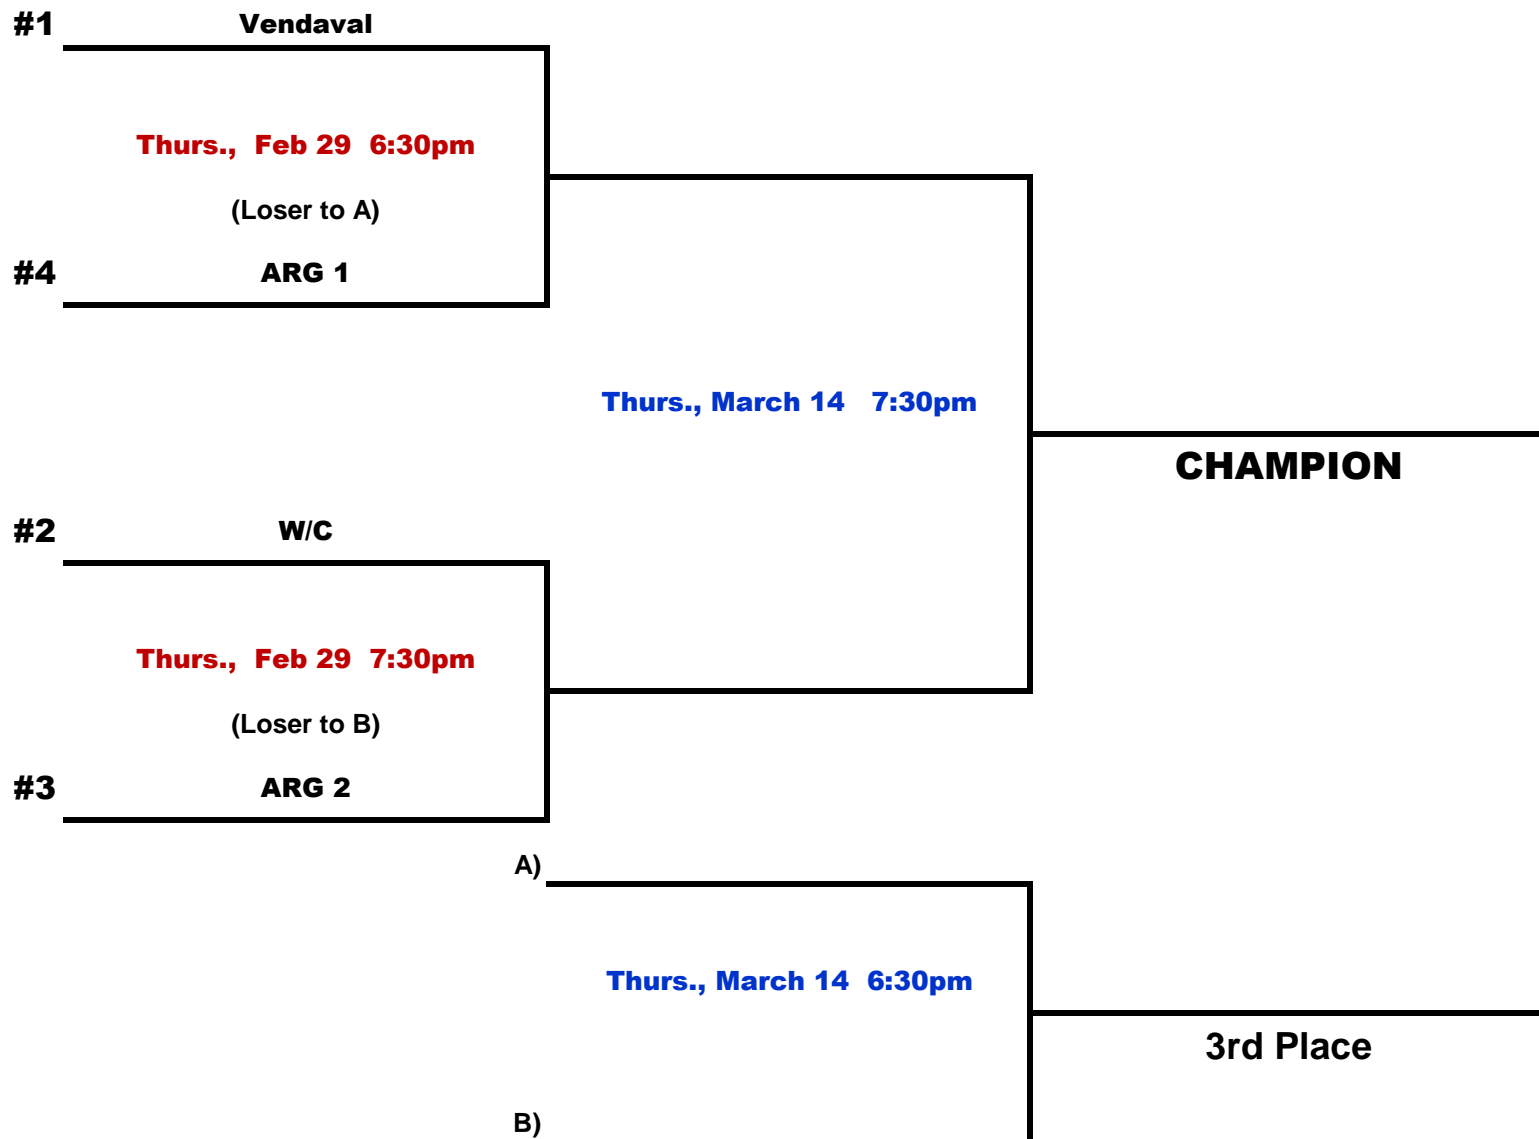 #1 Vendaval
Thurs., Feb 29 6:30pm
(Loser to A)
#4 ARG 1
Thurs., March 14 7:30pm
CHAMPION
#2 W/C
Thurs., Feb 29 7:30pm
(Loser to B)
#3 ARG 2
A)
Thurs., March 14 6:30pm
3rd Place
B)